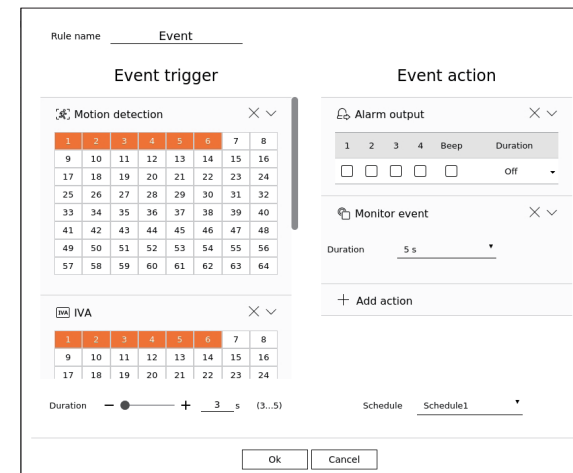 Rule name Event
Event trigger
Motion detection
1 2 3 4 5 6 7 8
9 10 11 12 13 14 15 16
17 18 19 20 21 22 23 24
25 26 27 28 29 30 31 32
33 34 35 36 37 38 39 40
41 42 43 44 45 46 47 48
49 50 51 52 53 54 55 56
57 58 59 60 61 62 63 64
IVA IVA
1 2 3 4 5 6 7 8
9 10 11 12 13 14 15 16
17 18 19 20 21 22 23 24
Duration 3 s (3...5)
Event action
Alarm output
1 2 3 4 Beep Duration
Off
Monitor event
Duration 5 s
+ Add action
Schedule Schedule1
Ok Cancel